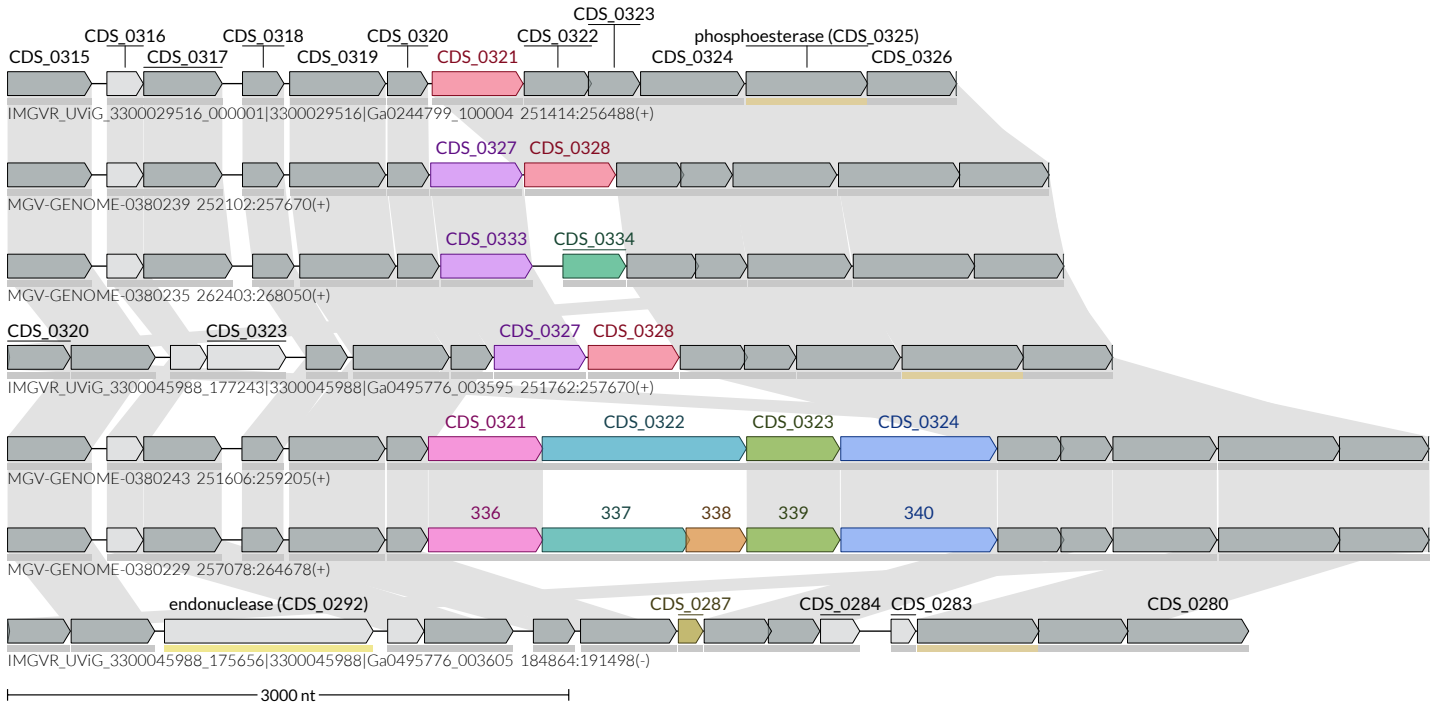 CDS_0323
CDS_0316 CDS_0318 CDS_0320 CDS_0322 phosphoesterase (CDS_0325)
CDS_0315 CDS_0317 CDS_0319 CDS_0321 CDS_0324 CDS_0326
IMGVR_UViG_3300029516_000001|3300029516|Ga0244799_100004 251414:256488(+)
CDS_0327 CDS_0328
MGV-GENOME-0380239 252102:257670(+)
CDS_0333 CDS_0334
MGV-GENOME-0380235 262403:268050(+)
CDS_0320 CDS_0323 CDS_0327 CDS_0328
IMGVR_UViG_3300045988_177243|3300045988|Ga0495776_003595 251762:257670(+)
CDS_0321 CDS_0322 CDS_0323 CDS_0324
MGV-GENOME-0380243 251606:259205(+)
336 337 338 339 340
MGV-GENOME-0380229 257078:264678(+)
endonuclease (CDS_0292) CDS_0287 CDS_0284 CDS_0283 CDS_0280
IMGVR_UViG_3300045988_175656|3300045988|Ga0495776_003605 184864:191498(-)
3000 nt